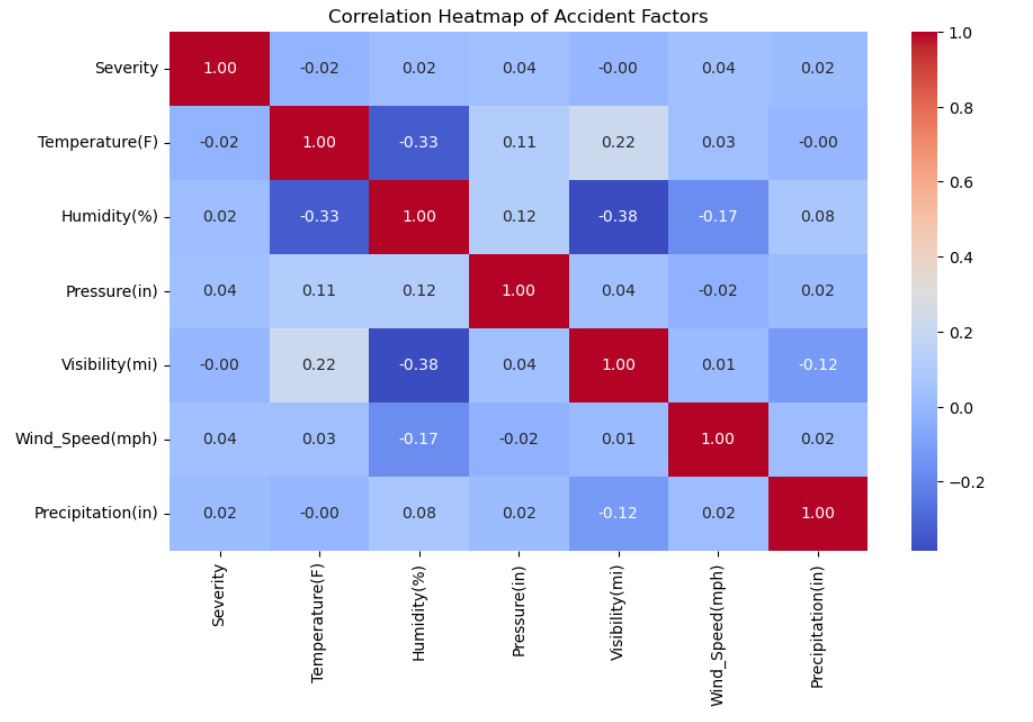 Correlation Heatmap of Accident Factors
Severity 1.00 -0.02 0.02 0.04 -0.00 0.04 0.02
Temperature(F) -0.02 1.00 -0.33 0.11 0.22 0.03 -0.00
Humidity(%) 0.02 -0.33 1.00 0.12 -0.38 -0.17 0.08
Pressure(in) 0.04 0.11 0.12 1.00 0.04 -0.02 0.02
Visibility(mi) -0.00 0.22 -0.38 0.04 1.00 0.01 -0.12
Wind_Speed(mph) 0.04 0.03 -0.17 -0.02 0.01 1.00 0.02
Precipitation(in) 0.02 -0.00 0.08 0.02 -0.12 0.02 1.00
Severity
Temperature(F)
Humidity(%)
Pressure(in)
Visibility(mi)
Wind_Speed(mph)
Precipitation(in)
1.0
0.8
0.6
0.4
0.2
0.0
−0.2